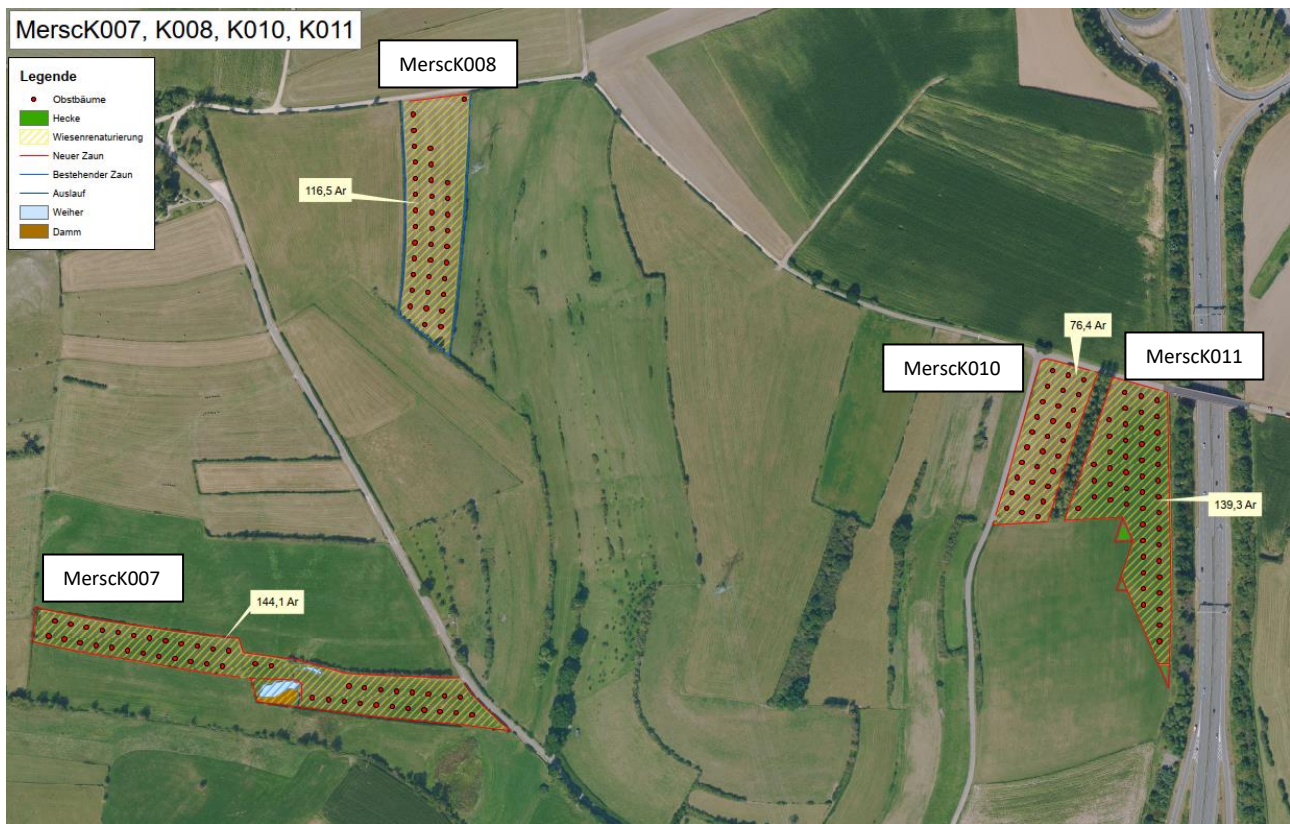 MerscK007, K008, K010, K011
MerscK008
Legende
Obstbäume
Hecke
Wiesenrenaturierung
Neuer Zaun
Bestehender Zaun
Auslauf
Weiher
Damm
116,5 Ar
76,4 Ar
MerscK010
MerscK011
139,3 Ar
MerscK007
144,1 Ar